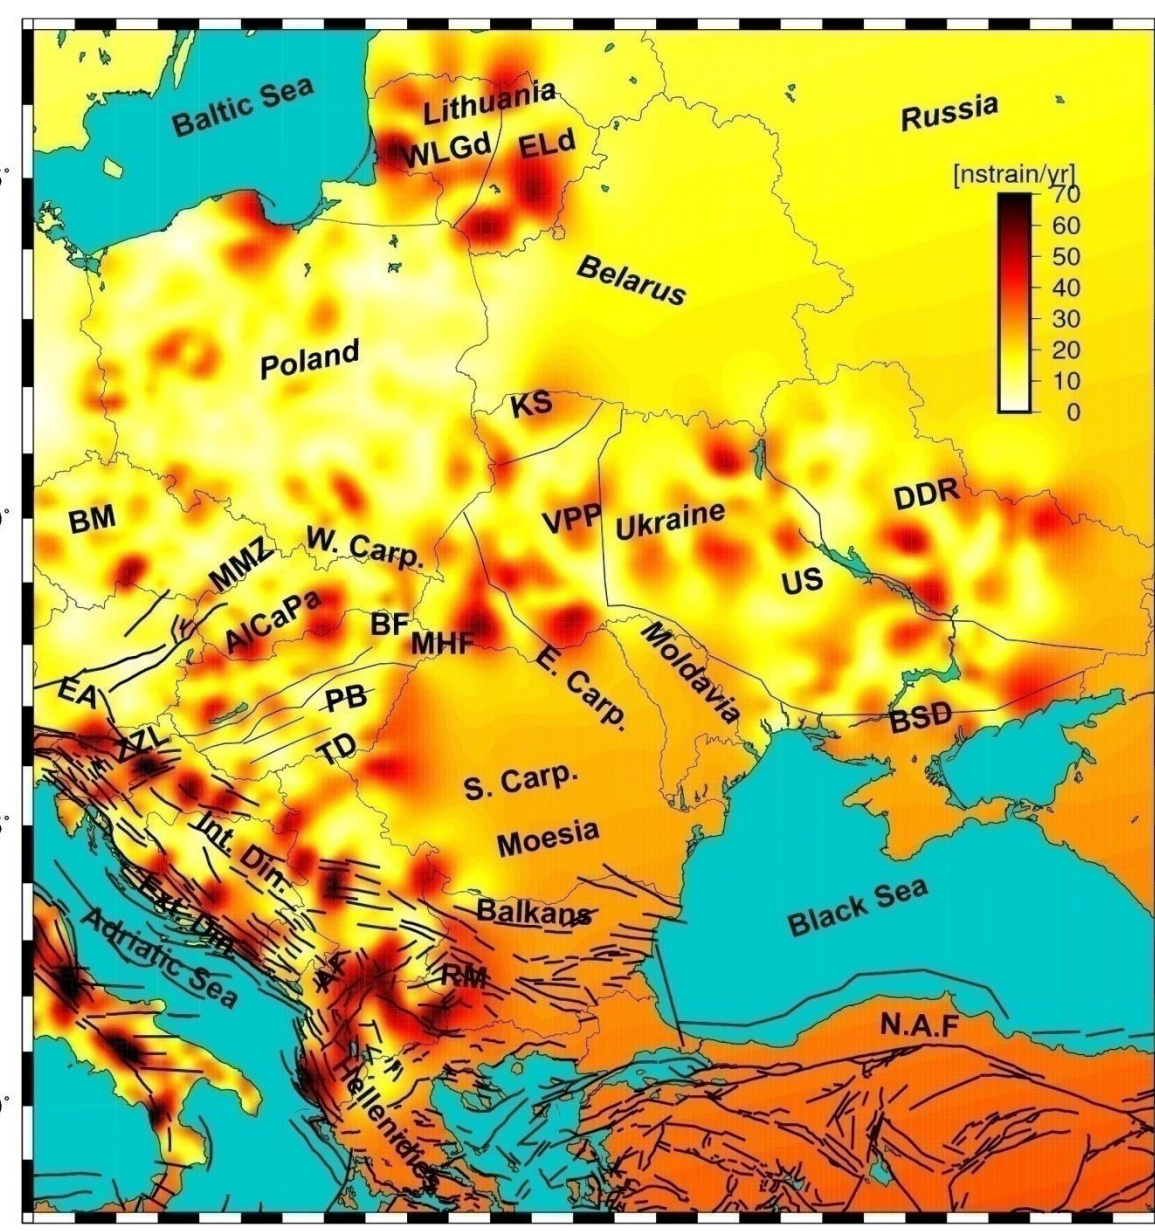 Baltic Sea
Lithuania
WLGd
ELd
Russia
[nstrain/yr]
70
60
50
40
30
20
10
0
Belarus
Poland
KS
BM
MMZ
W. Carp.
VPP
Ukraine
DDR
US
AlCaPa
BF
MHF
E. Carp.
Moldavia
EA
PB
TD
BSD
S. Carp.
Moesia
Int. Din.
Ext. Din.
Adriatic Sea
Balkans
Black Sea
AF
RM
N.A.F
Hellenides